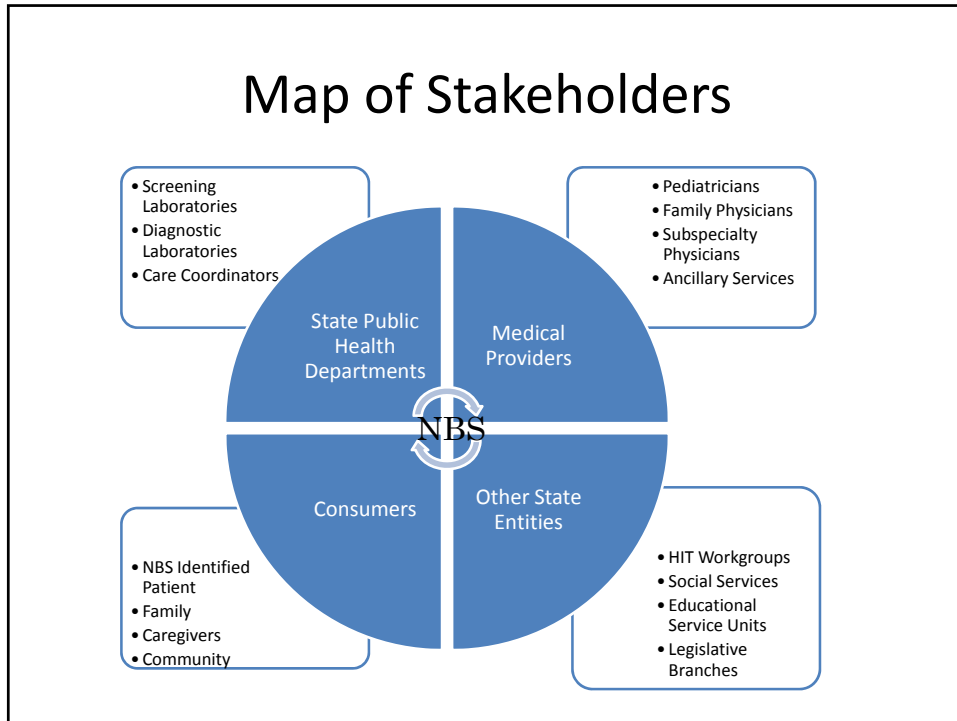 Map of Stakeholders
• Screening
Laboratories
• Diagnostic
Laboratories
• Care Coordinators
• Pediatricians
• Family Physicians
• Subspecialty
Physicians
• Ancillary Services
State Public
Health
Departments
Medical
Providers
NBS
Consumers
Other State
Entities
• NBS Identified
Patient
• Family
• Caregivers
• Community
• HIT Workgroups
• Social Services
• Educational
Service Units
• Legislative
Branches